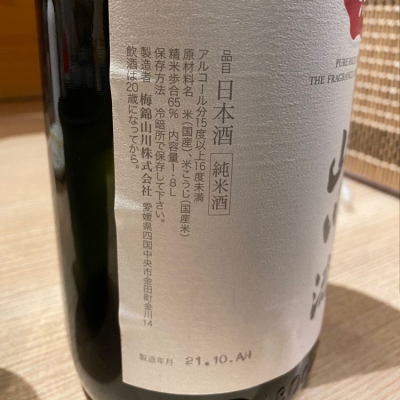 品目 日本酒 純米酒
アルコール分15度以上16度未満
原材料名 米(国産)、米こうじ(国産米)
精米歩合65% 内容量1.8L
保存方法 冷暗所で保存して下さい。
製造者 梅錦山川株式会社 愛媛県四国中央市金田町金川14
飲酒は20歳になってから。
製造年月 21.10.AH
THE FRAGRANC
山川